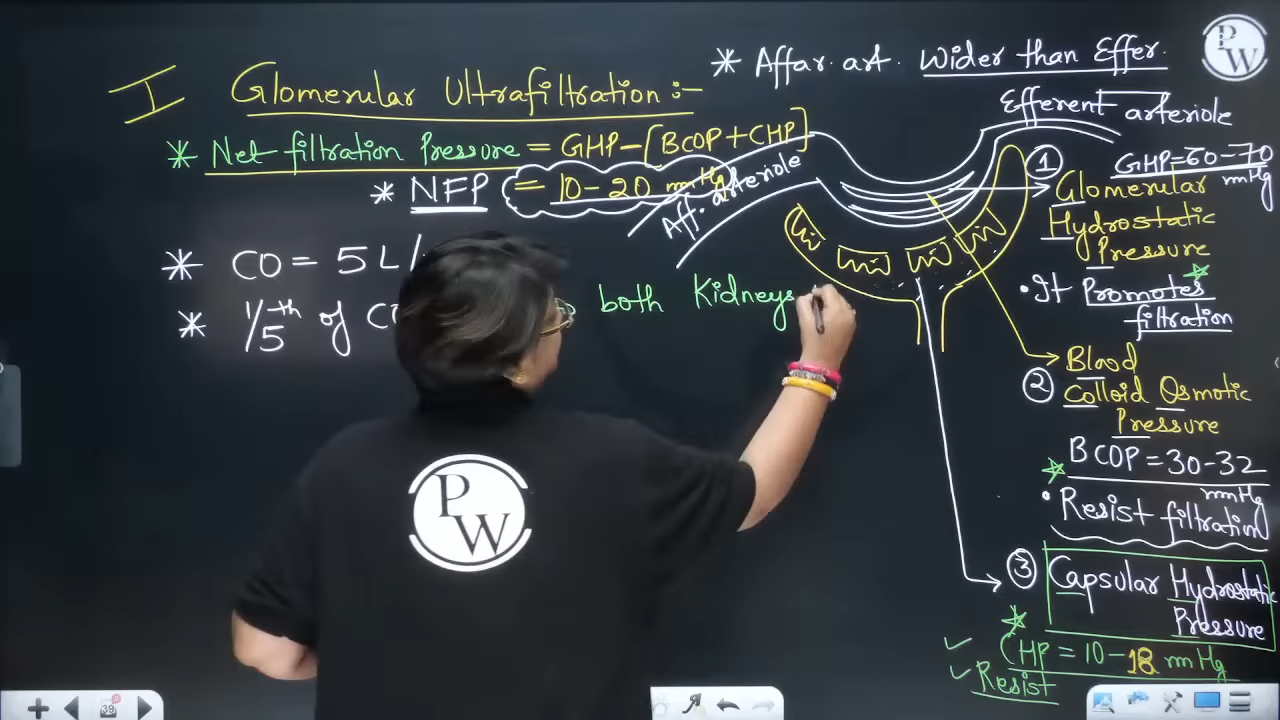 * Affar. art. Wider than Effer.
PW
I Glomerular Ultrafiltration :-
Efferent arteriole
* Net filtration Pressure = GHP - [BCOP + CHP]
* NFP = 10-20 mmHg
Aff. arteriole
① GHP = 60-70 mmHg
Glomerular
Hydrostatic
Pressure
• It Promotes
filtration
* CO = 5 L/
* 1/5th of C
both Kidneys
② Blood
Colloid Osmotic
Pressure
BCOP = 30-32
mmHg
• Resist filtration
PW
③ Capsular Hydrostatic
Pressure
CHP = 10-18 mmHg
Resist
39